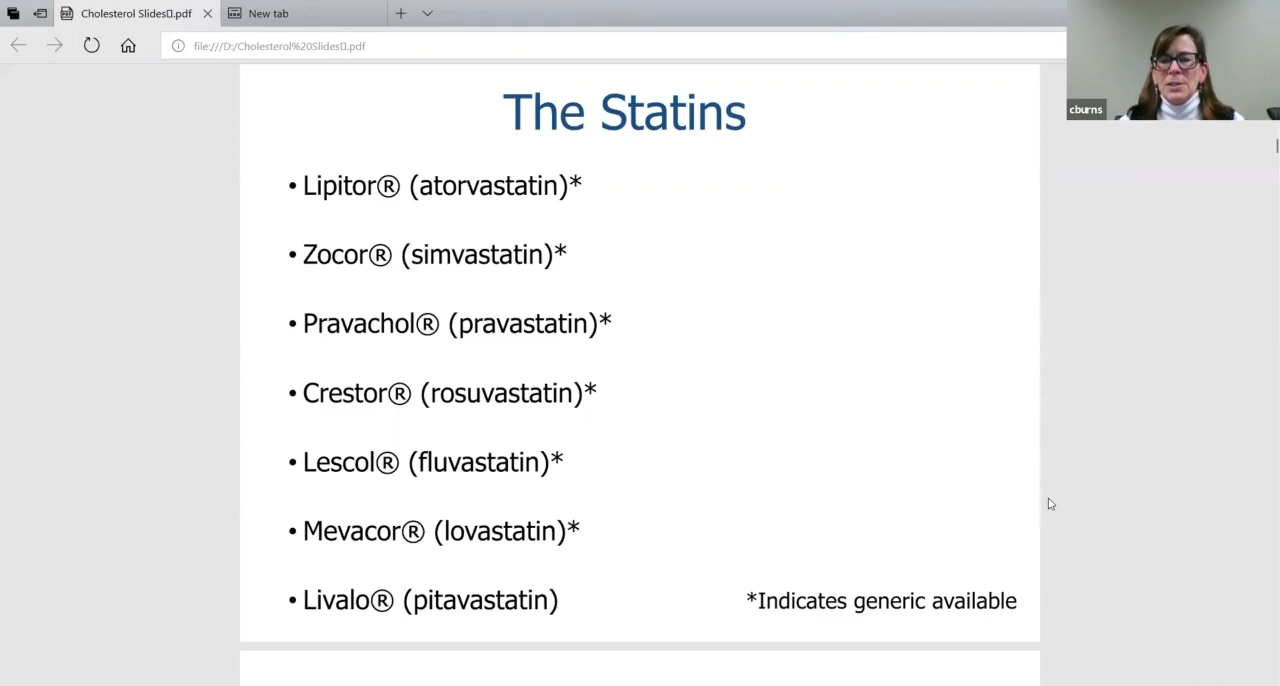 Cholesterol Slides▯.pdf
New tab
file:///D:/Cholesterol%20Slides▯.pdf
cburns
The Statins
• Lipitor® (atorvastatin)*
• Zocor® (simvastatin)*
• Pravachol® (pravastatin)*
• Crestor® (rosuvastatin)*
• Lescol® (fluvastatin)*
• Mevacor® (lovastatin)*
• Livalo® (pitavastatin)
*Indicates generic available